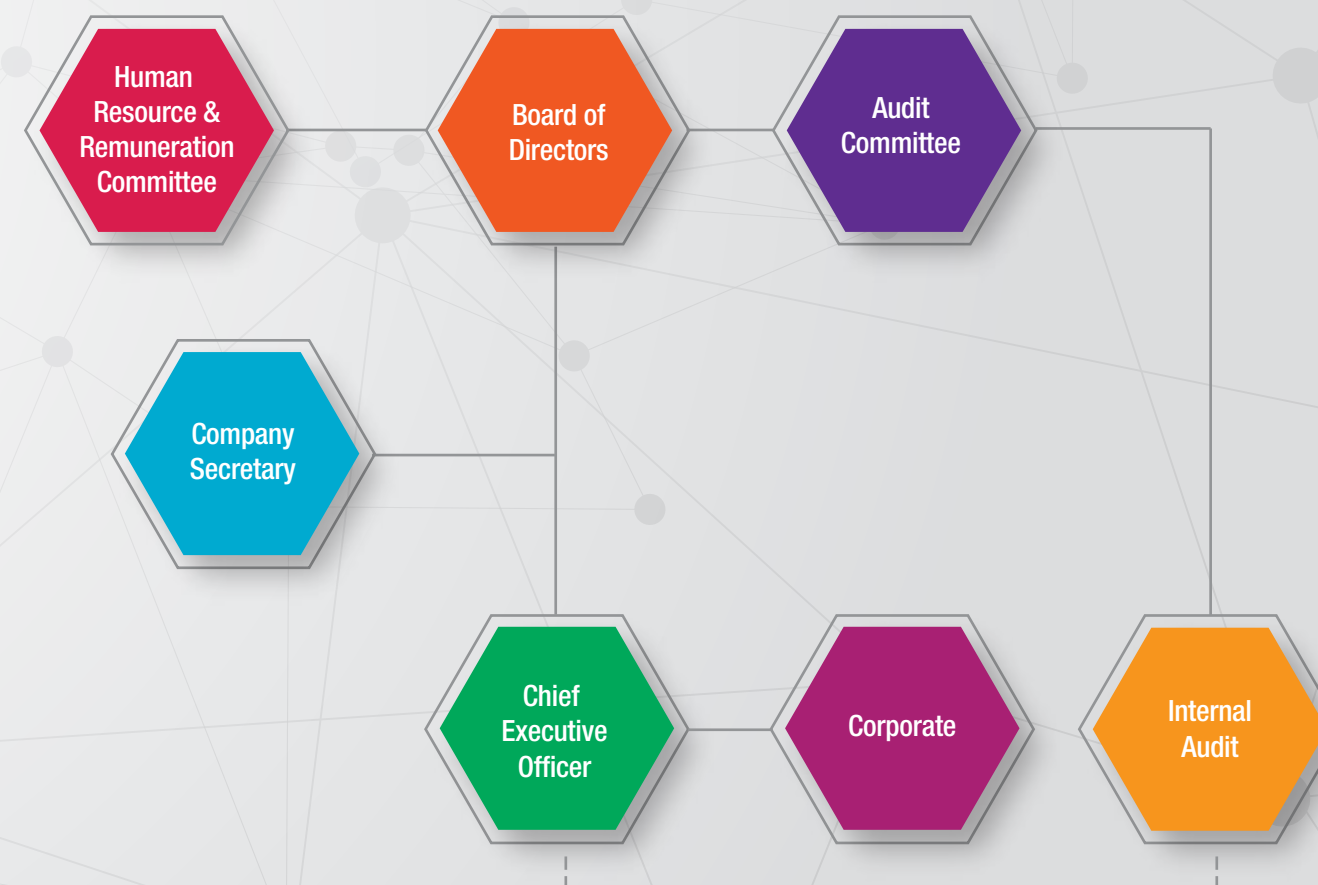 Human
Resource &
Remuneration
Committee
Board of
Directors
Audit
Committee
Company
Secretary
Chief
Executive
Officer
Corporate
Internal
Audit